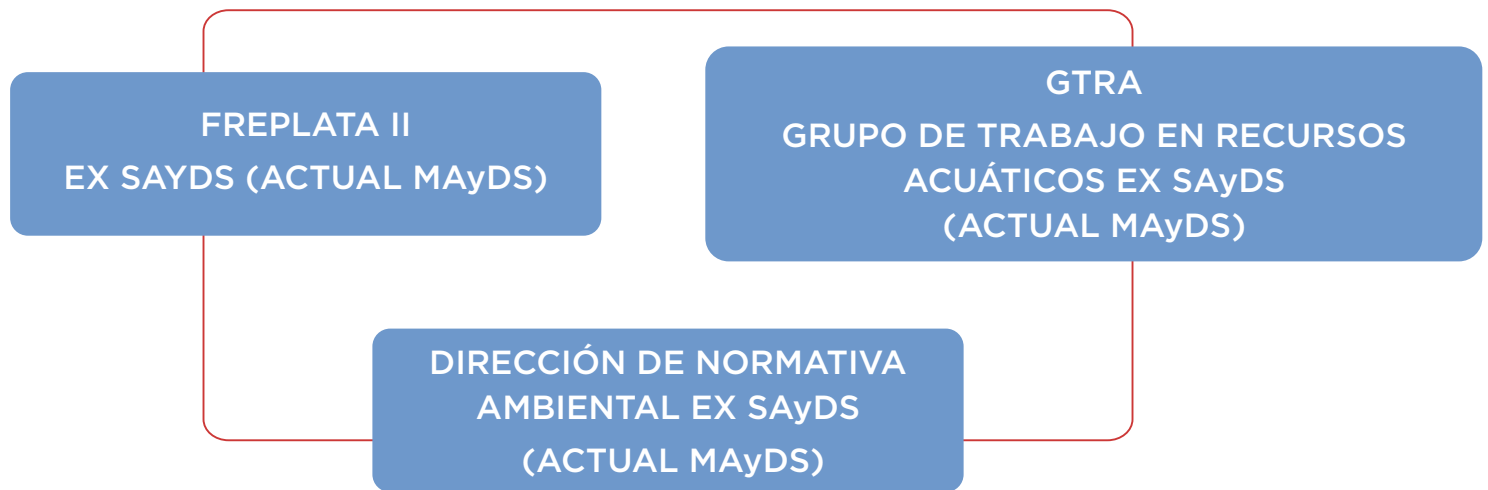 FREPLATA II
EX SAYDS (ACTUAL MAyDS)
GTRA
GRUPO DE TRABAJO EN RECURSOS
ACUÁTICOS EX SAyDS
(ACTUAL MAyDS)
DIRECCIÓN DE NORMATIVA
AMBIENTAL EX SAyDS
(ACTUAL MAyDS)